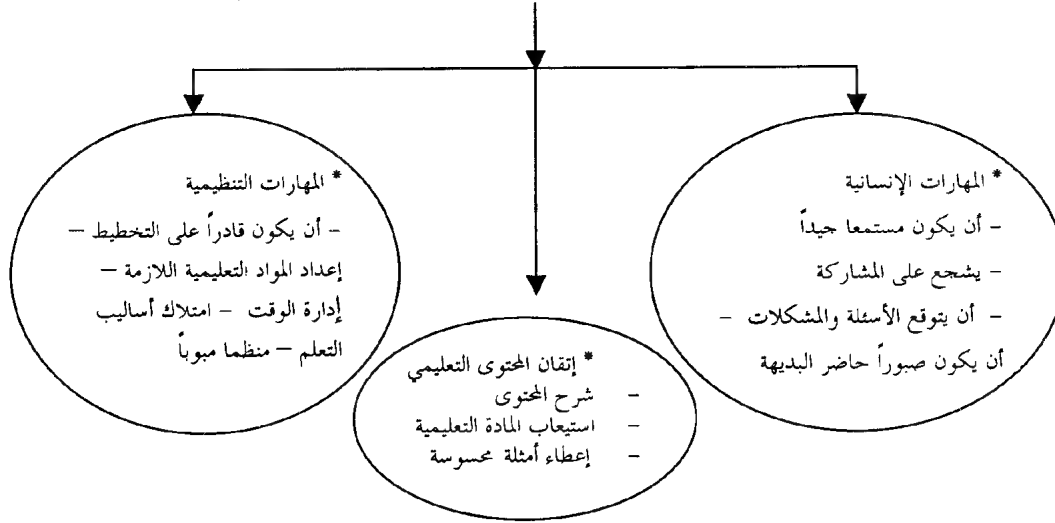 * المهارات الإنسانية
- أن يكون مستمعا جيداً
- يشجع على المشاركة
- أن يتوقع الأسئلة والمشكلات -
أن يكون صبوراً حاضر البديهة
* إتقان المحتوى التعليمي
- شرح المحتوى
- استيعاب المادة التعليمية
- إعطاء أمثلة محسوسة
* المهارات التنظيمية
- أن يكون قادراً على التخطيط –
إعداد المواد التعليمية اللازمة –
إدارة الوقت - امتلاك أساليب
التعلم – منظما مبوباً